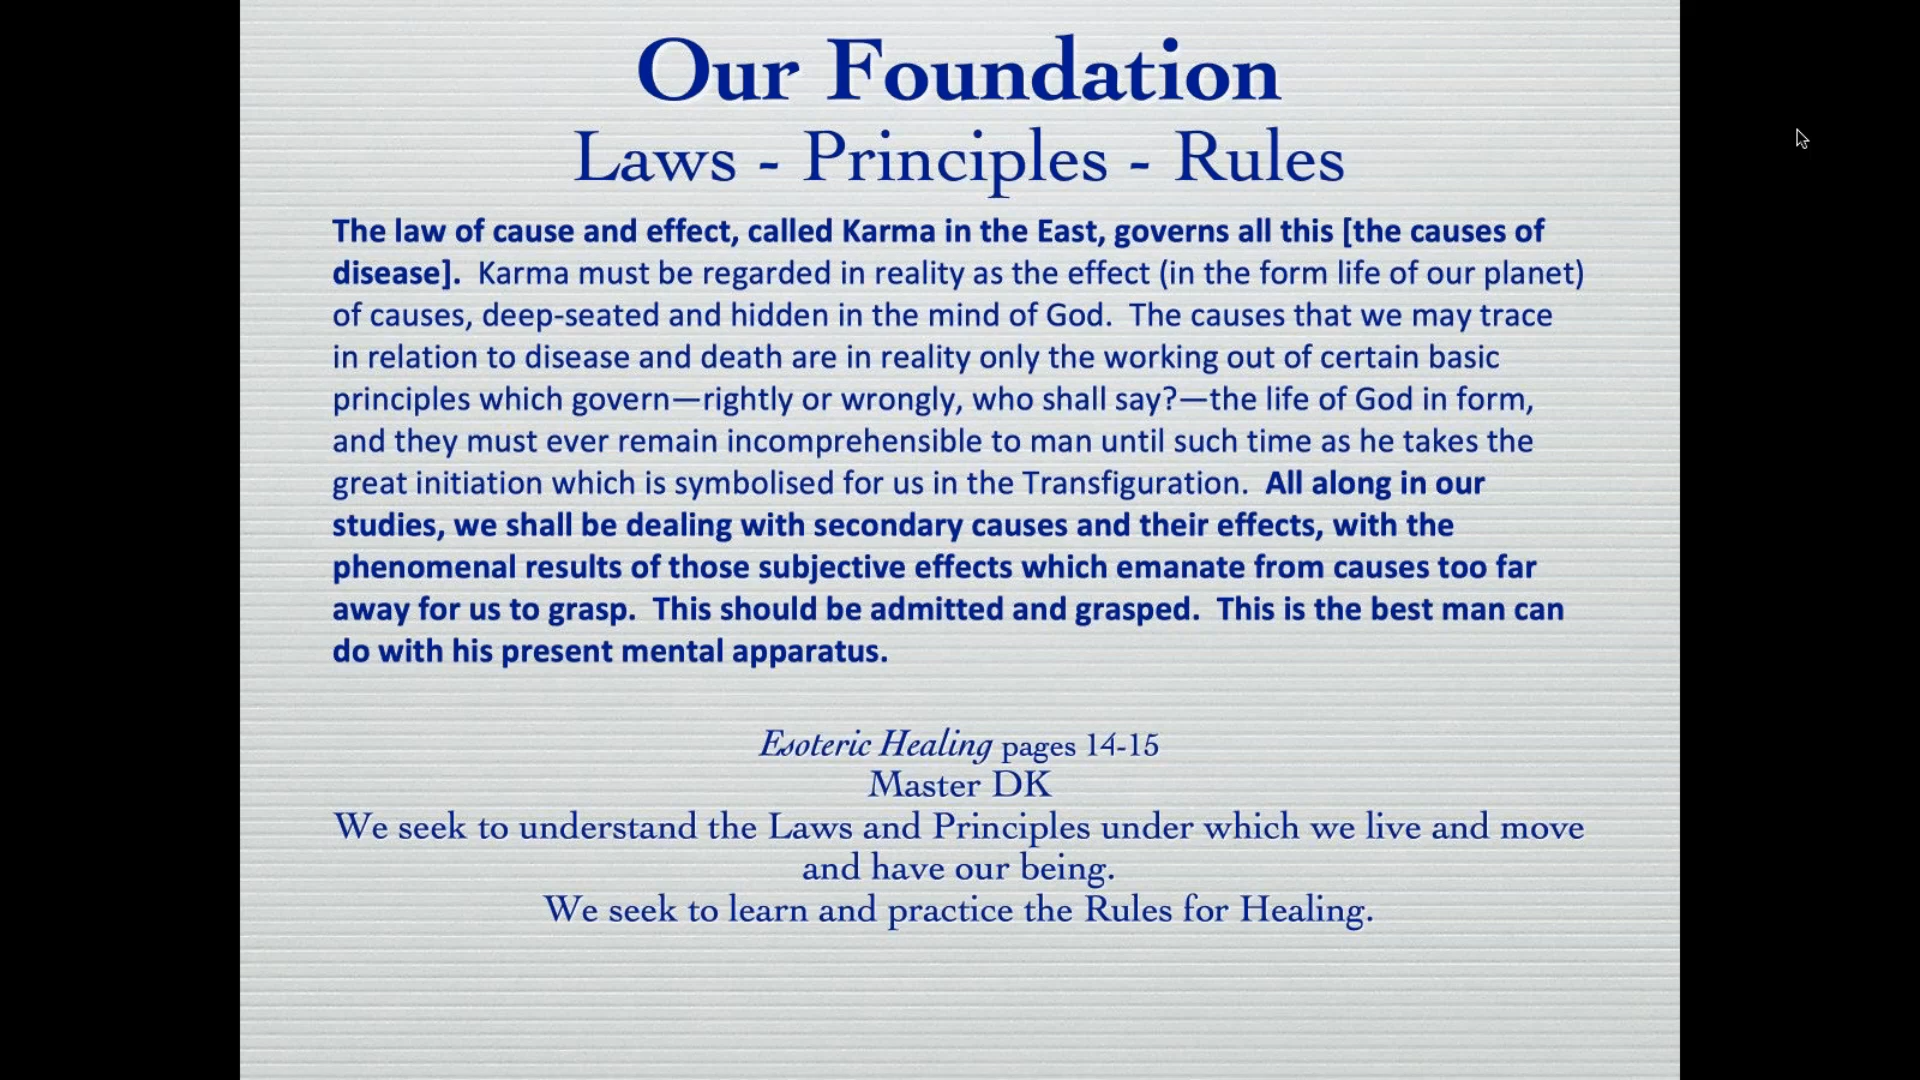 Our Foundation
Laws - Principles - Rules
The law of cause and effect, called Karma in the East, governs all this [the causes of
disease].  Karma must be regarded in reality as the effect (in the form life of our planet)
of causes, deep-seated and hidden in the mind of God.  The causes that we may trace
in relation to disease and death are in reality only the working out of certain basic
principles which govern—rightly or wrongly, who shall say?—the life of God in form,
and they must ever remain incomprehensible to man until such time as he takes the
great initiation which is symbolised for us in the Transfiguration.  All along in our
studies, we shall be dealing with secondary causes and their effects, with the
phenomenal results of those subjective effects which emanate from causes too far
away for us to grasp.  This should be admitted and grasped.  This is the best man can
do with his present mental apparatus.
Esoteric Healing pages 14-15
Master DK
We seek to understand the Laws and Principles under which we live and move
and have our being.
We seek to learn and practice the Rules for Healing.